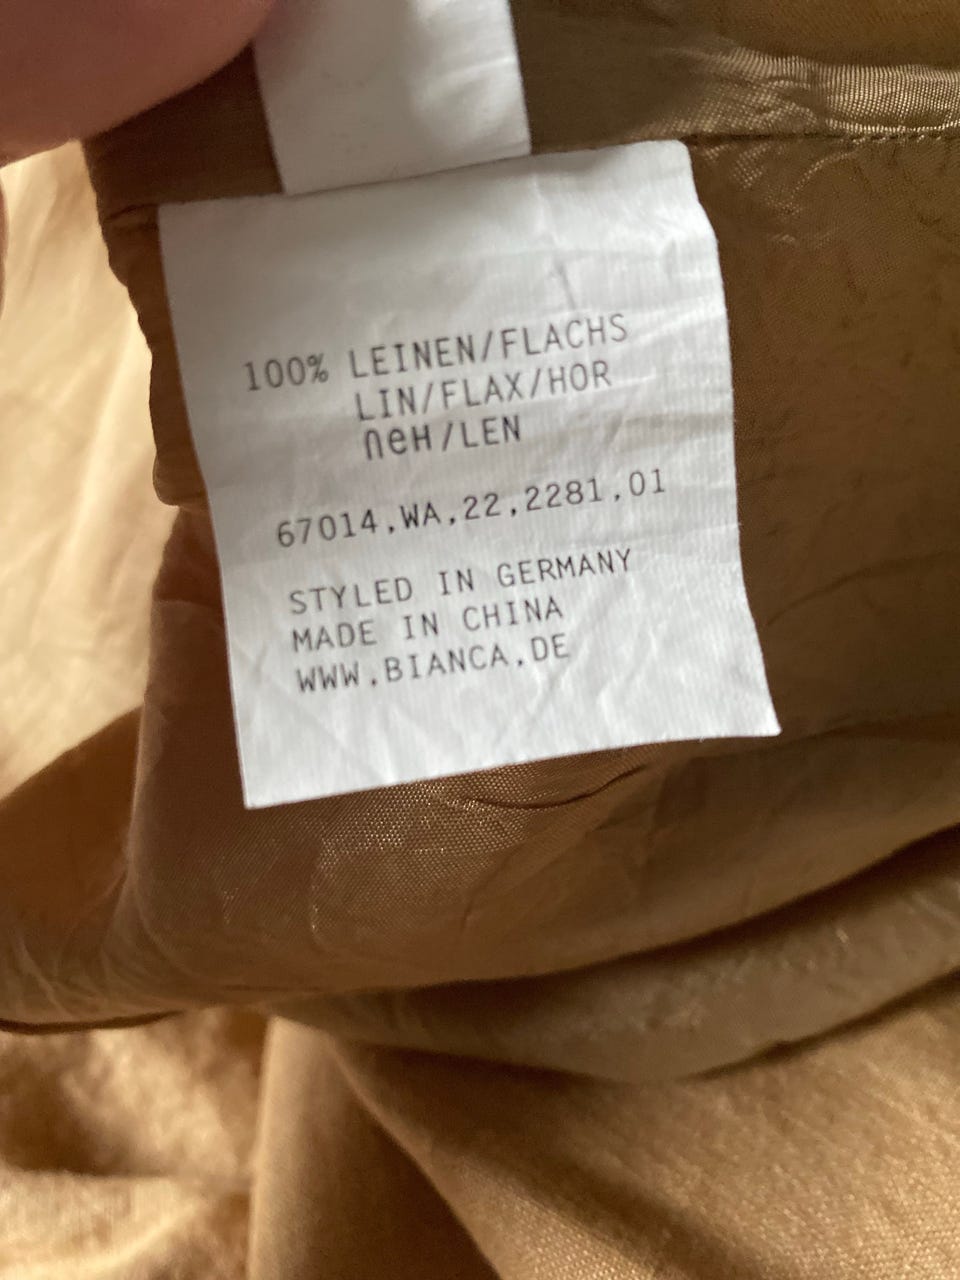 100% LEINEN/FLACHS
LIN/FLAX/HOR
ПеН/LEN
67014,WA,22,2281,01
STYLED IN GERMANY
MADE IN CHINA
WWW.BIANCA.DE